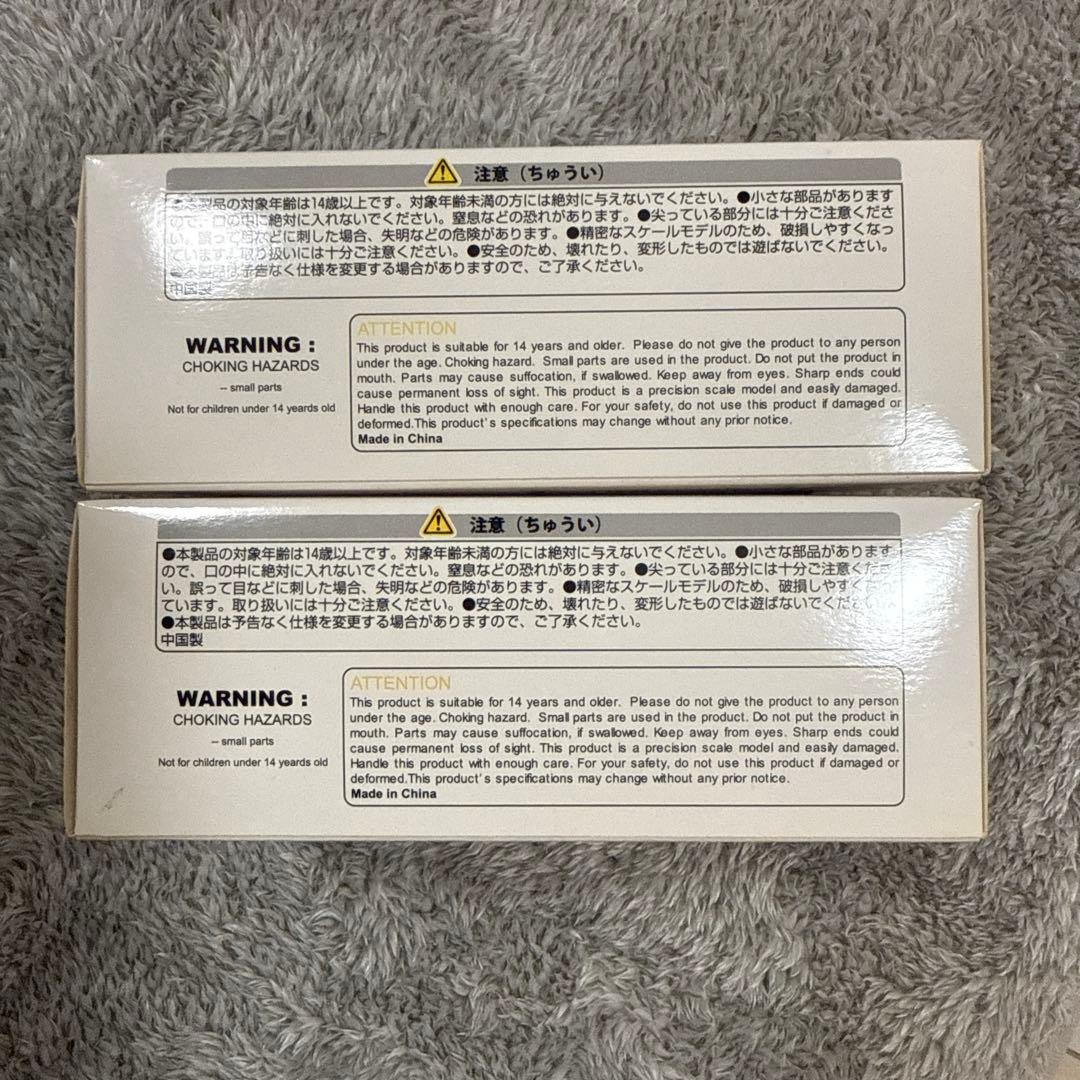 注意（ちゅうい）
●本製品の対象年齢は14歳以上です。対象年齢未満の方には絶対に与えないでください。●小さな部品があります
ので、口の中に絶対に入れないでください。窒息などの恐れがあります。●尖っている部分には十分ご注意くださ
い。誤って目などに刺した場合、失明などの危険があります。●精密なスケールモデルのため、破損しやすくなっ
ています。取り扱いには十分ご注意ください。●安全のため、壊れたり、変形したものでは遊ばないでください。
●本製品は予告なく仕様を変更する場合がありますので、ご了承ください。
中国製
WARNING :
CHOKING HAZARDS
-- small parts
Not for children under 14 yeards old
ATTENTION
This product is suitable for 14 years and older. Please do not give the product to any person
under the age. Choking hazard. Small parts are used in the product. Do not put the product in
mouth. Parts may cause suffocation, if swallowed. Keep away from eyes. Sharp ends could
cause permanent loss of sight. This product is a precision scale model and easily damaged.
Handle this product with enough care. For your safety, do not use this product if damaged or
deformed.This product's specifications may change without any prior notice.
Made in China
注意（ちゅうい）
●本製品の対象年齢は14歳以上です。対象年齢未満の方には絶対に与えないでください。●小さな部品があります
ので、口の中に絶対に入れないでください。窒息などの恐れがあります。●尖っている部分には十分ご注意くださ
い。誤って目などに刺した場合、失明などの危険があります。●精密なスケールモデルのため、破損しやすく
ています。取り扱いには十分ご注意ください。●安全のため、壊れたり、変形したものでは遊ばないでくだ
●本製品は予告なく仕様を変更する場合がありますので、ご了承ください。
中国製
WARNING :
CHOKING HAZARDS
-- small parts
Not for children under 14 yeards old
ATTENTION
This product is suitable for 14 years and older. Please do not give the product to any person
under the age. Choking hazard. Small parts are used in the product. Do not put the product in
mouth. Parts may cause suffocation, if swallowed. Keep away from eyes. Sharp ends could
cause permanent loss of sight. This product is a precision scale model and easily damaged.
Handle this product with enough care. For your safety, do not use this product if damaged or
deformed.This product's specifications may change without any prior notice.
Made in China